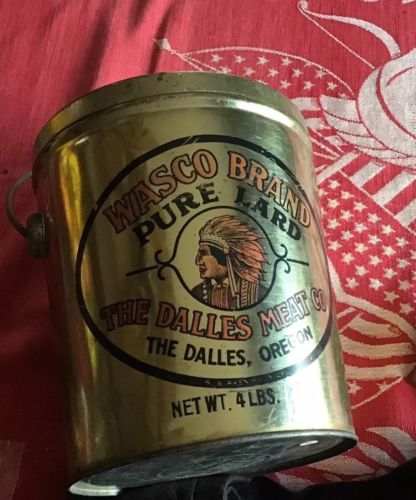 WASCO BRAND
PURE LARD
THE DALLES MEAT CO
THE DALLES, OREGON
NET WT. 4 LBS.